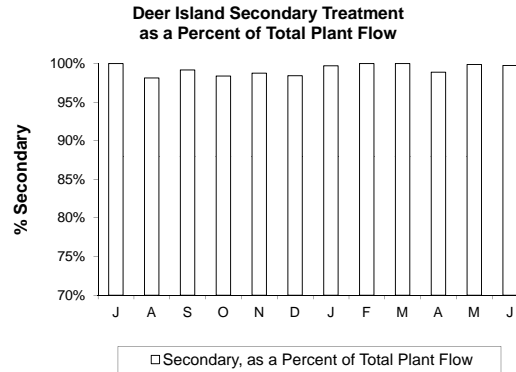 Deer Island Secondary Treatment
as a Percent of Total Plant Flow
100%
95%
90%
85%
80%
75%
70%
% Secondary
J A S O N D J F M A M J
Secondary, as a Percent of Total Plant Flow